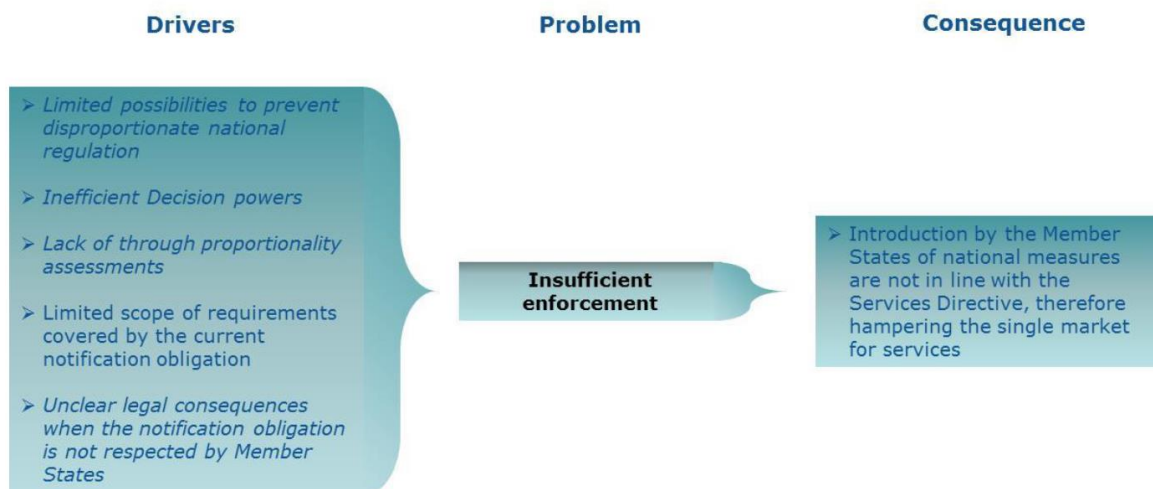 Drivers
Problem
Consequence
➢ Limited possibilities to prevent
disproportionate national
regulation
➢ Inefficient Decision powers
➢ Lack of through proportionality
assessments
➢ Limited scope of requirements
covered by the current
notification obligation
➢ Unclear legal consequences
when the notification obligation
is not respected by Member
States
Insufficient
enforcement
➢ Introduction by the Member
States of national measures
are not in line with the
Services Directive, therefore
hampering the single market
for services